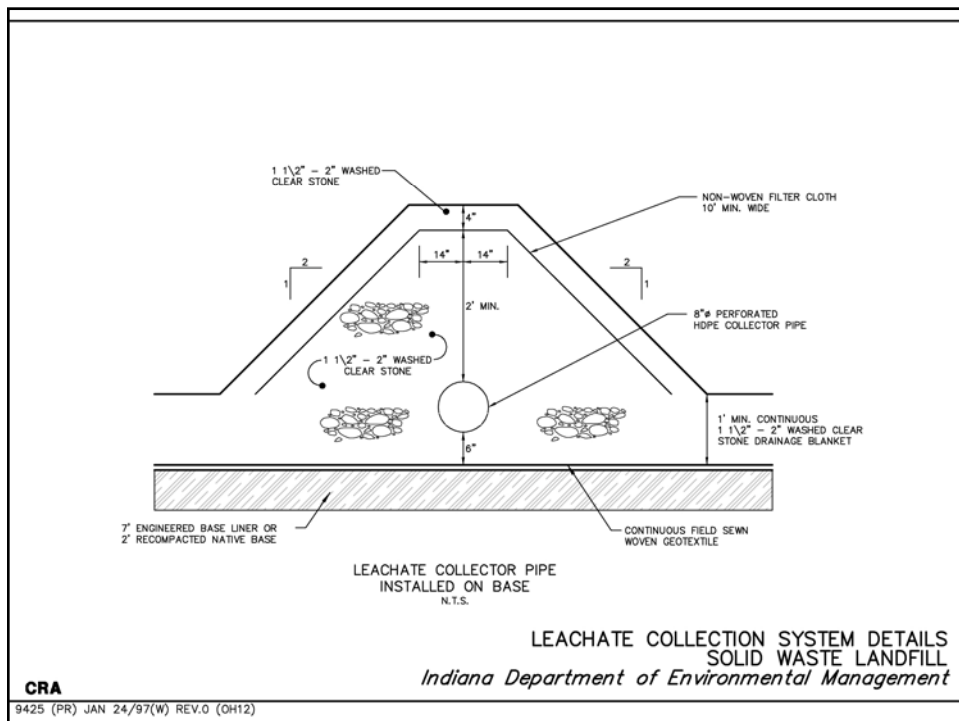 1 1\2" – 2" WASHED
CLEAR STONE
NON-WOVEN FILTER CLOTH
10' MIN. WIDE
4"
14" 14"
2
1
2
1
2' MIN.
8"ø PERFORATED
HDPE COLLECTOR PIPE
1 1\2" – 2" WASHED
CLEAR STONE
1' MIN. CONTINUOUS
1 1\2" – 2" WASHED CLEAR
STONE DRAINAGE BLANKET
6"
7' ENGINEERED BASE LINER OR
2' RECOMPACTED NATIVE BASE
CONTINUOUS FIELD SEWN
WOVEN GEOTEXTILE
LEACHATE COLLECTOR PIPE
INSTALLED ON BASE
N.T.S.
LEACHATE COLLECTION SYSTEM DETAILS
SOLID WASTE LANDFILL
Indiana Department of Environmental Management
CRA
9425 (PR) JAN 24/97(W) REV.0 (OH12)